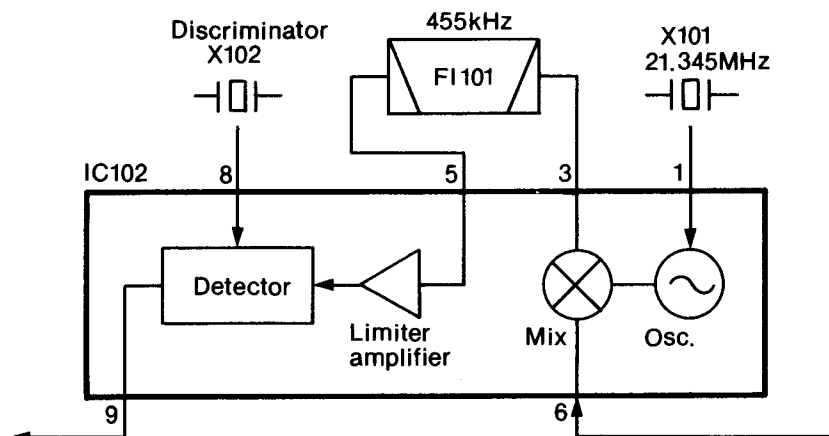 455kHz
Discriminator
X102
X101
21.345MHz
FI101
IC102
8
5
3
1
Detector
Limiter
amplifier
Mix
Osc.
9
6